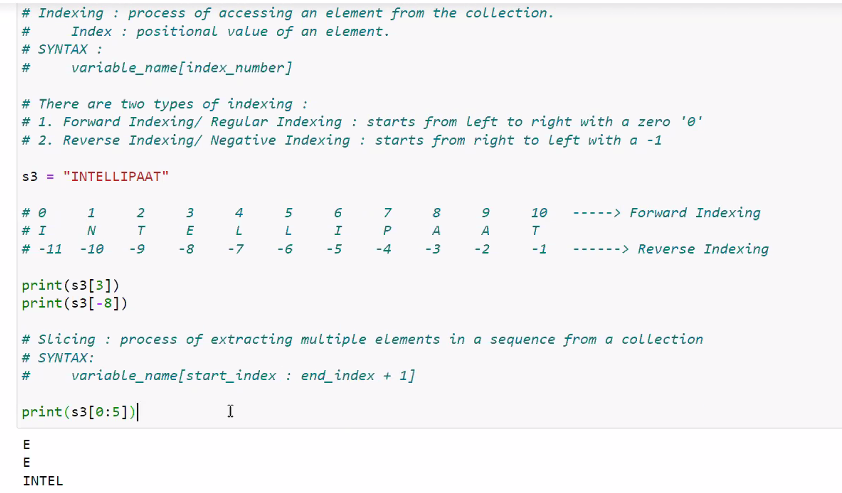 # Indexing : process of accessing an element from the collection.
#     Index : positional value of an element.
# SYNTAX :
#     variable_name[index_number]
# There are two types of indexing :
# 1. Forward Indexing/ Regular Indexing : starts from left to right with a zero '0'
# 2. Reverse Indexing/ Negative Indexing : starts from right to left with a -1
s3 = "INTELLIPAAT"
# 0     1     2     3     4     5     6     7     8     9     10   -----> Forward Indexing
# I     N     T     E     L     L     I     P     A     A     T
# -11  -10   -9    -8    -7    -6    -5    -4    -3    -2     -1   ------> Reverse Indexing
print(s3[3])
print(s3[-8])
# Slicing : process of extracting multiple elements in a sequence from a collection
# SYNTAX:
#     variable_name[start_index : end_index + 1]
print(s3[0:5])
E
E
INTEL